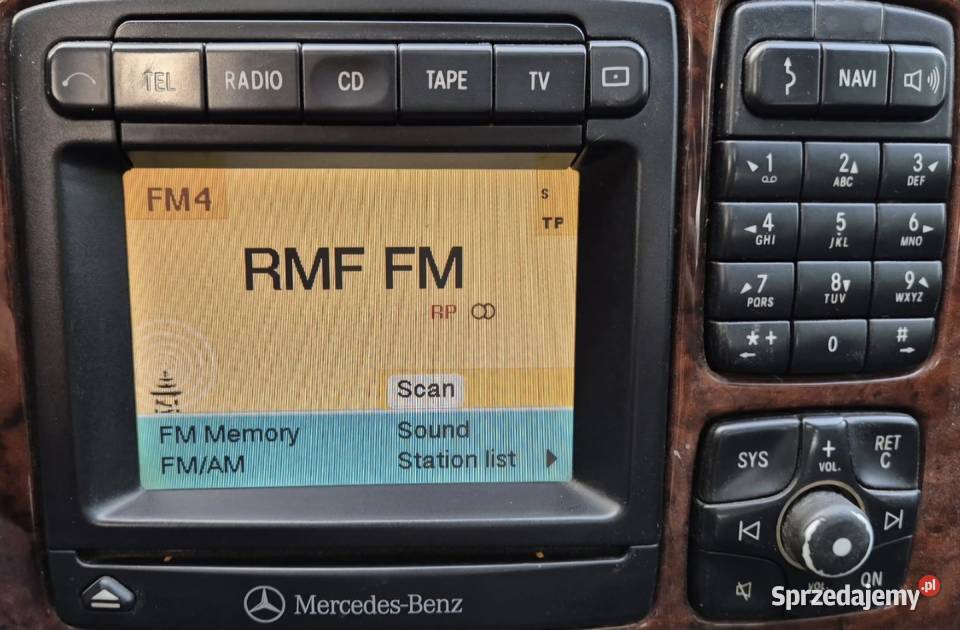 TEL RADIO CD TAPE TV
NAVI
FM4
S
TP
RMF FM
RP
Scan
FM Memory Sound
FM/AM Station list
1 2 3
ABC DEF
4 5 6
GHI JKL MNO
7 8 9
PQRS TUV WXYZ
* + 0 #
SYS + RET
VOL. C
VOL ON
Mercedes-Benz
Sprzedajemy.pl